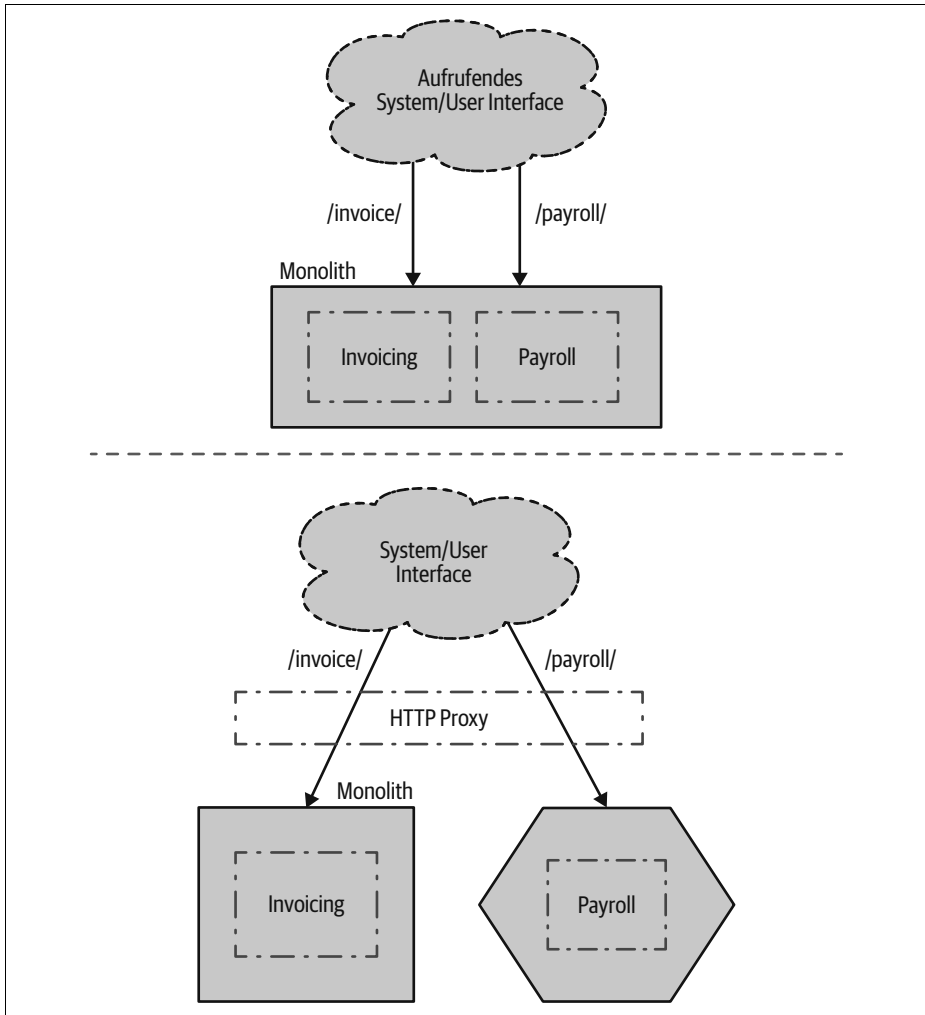 Aufrufendes
System/User Interface
/invoice/
/payroll/
Monolith
Invoicing
Payroll
System/User
Interface
/invoice/
/payroll/
HTTP Proxy
Monolith
Invoicing
Payroll